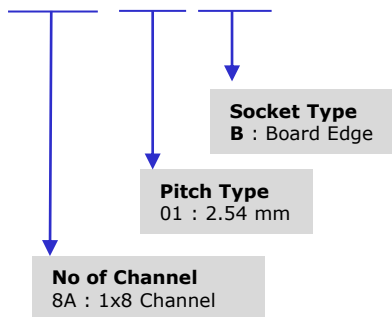 Socket Type
B : Board Edge
Pitch Type
01 : 2.54 mm
No of Channel
8A : 1x8 Channel